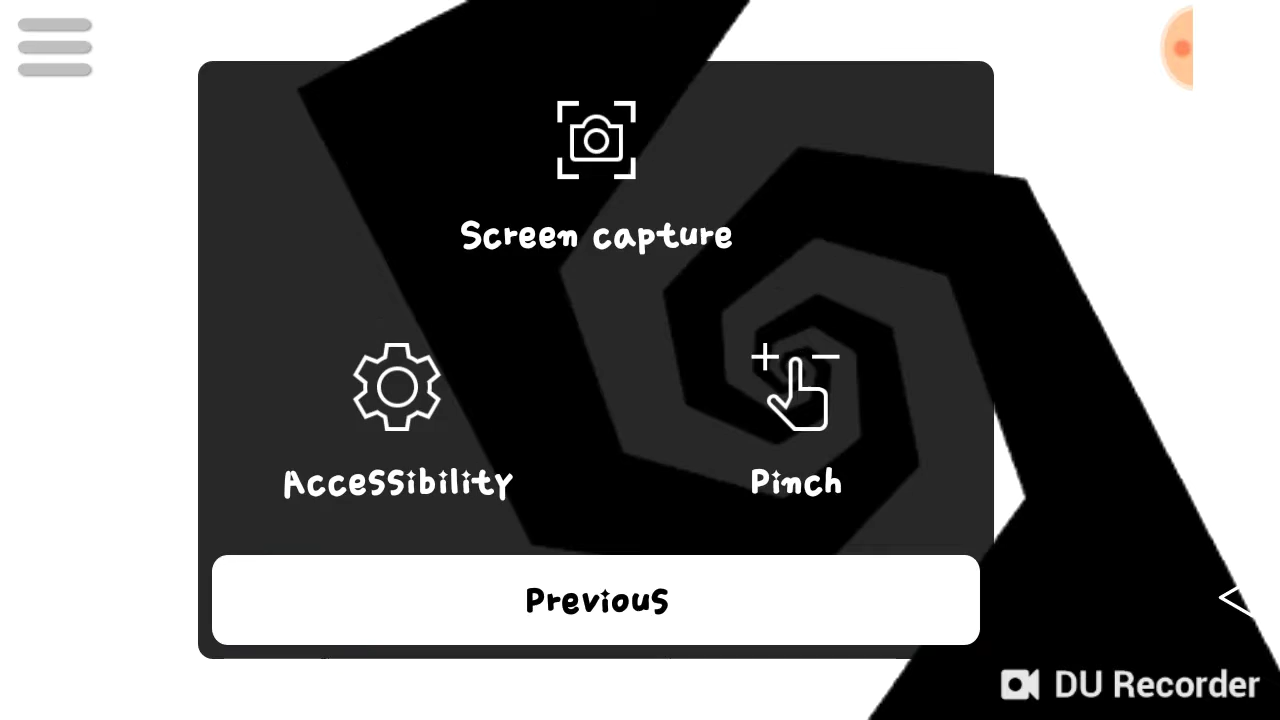 Screen capture
Accessibility
Pinch
Previous
DU Recorder